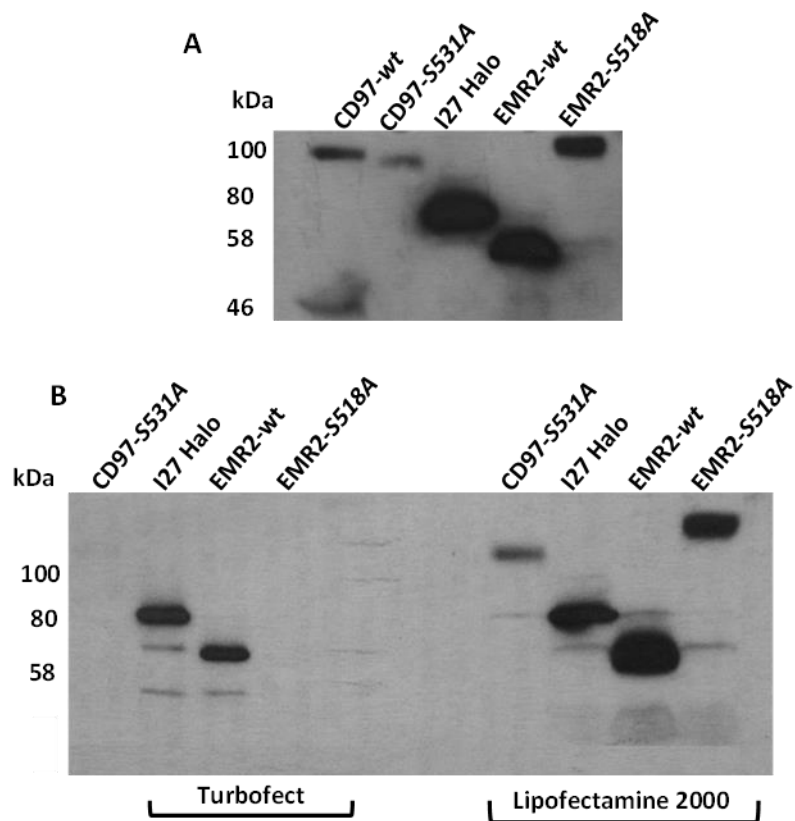 A
CD97-wt
CD97-S531A
I27 Halo
EMR2-wt
EMR2-S518A
kDa
100
80
58
46
B
CD97-S531A
I27 Halo
EMR2-wt
EMR2-S518A
CD97-S531A
I27 Halo
EMR2-wt
EMR2-S518A
kDa
100
80
58
Turbofect
Lipofectamine 2000